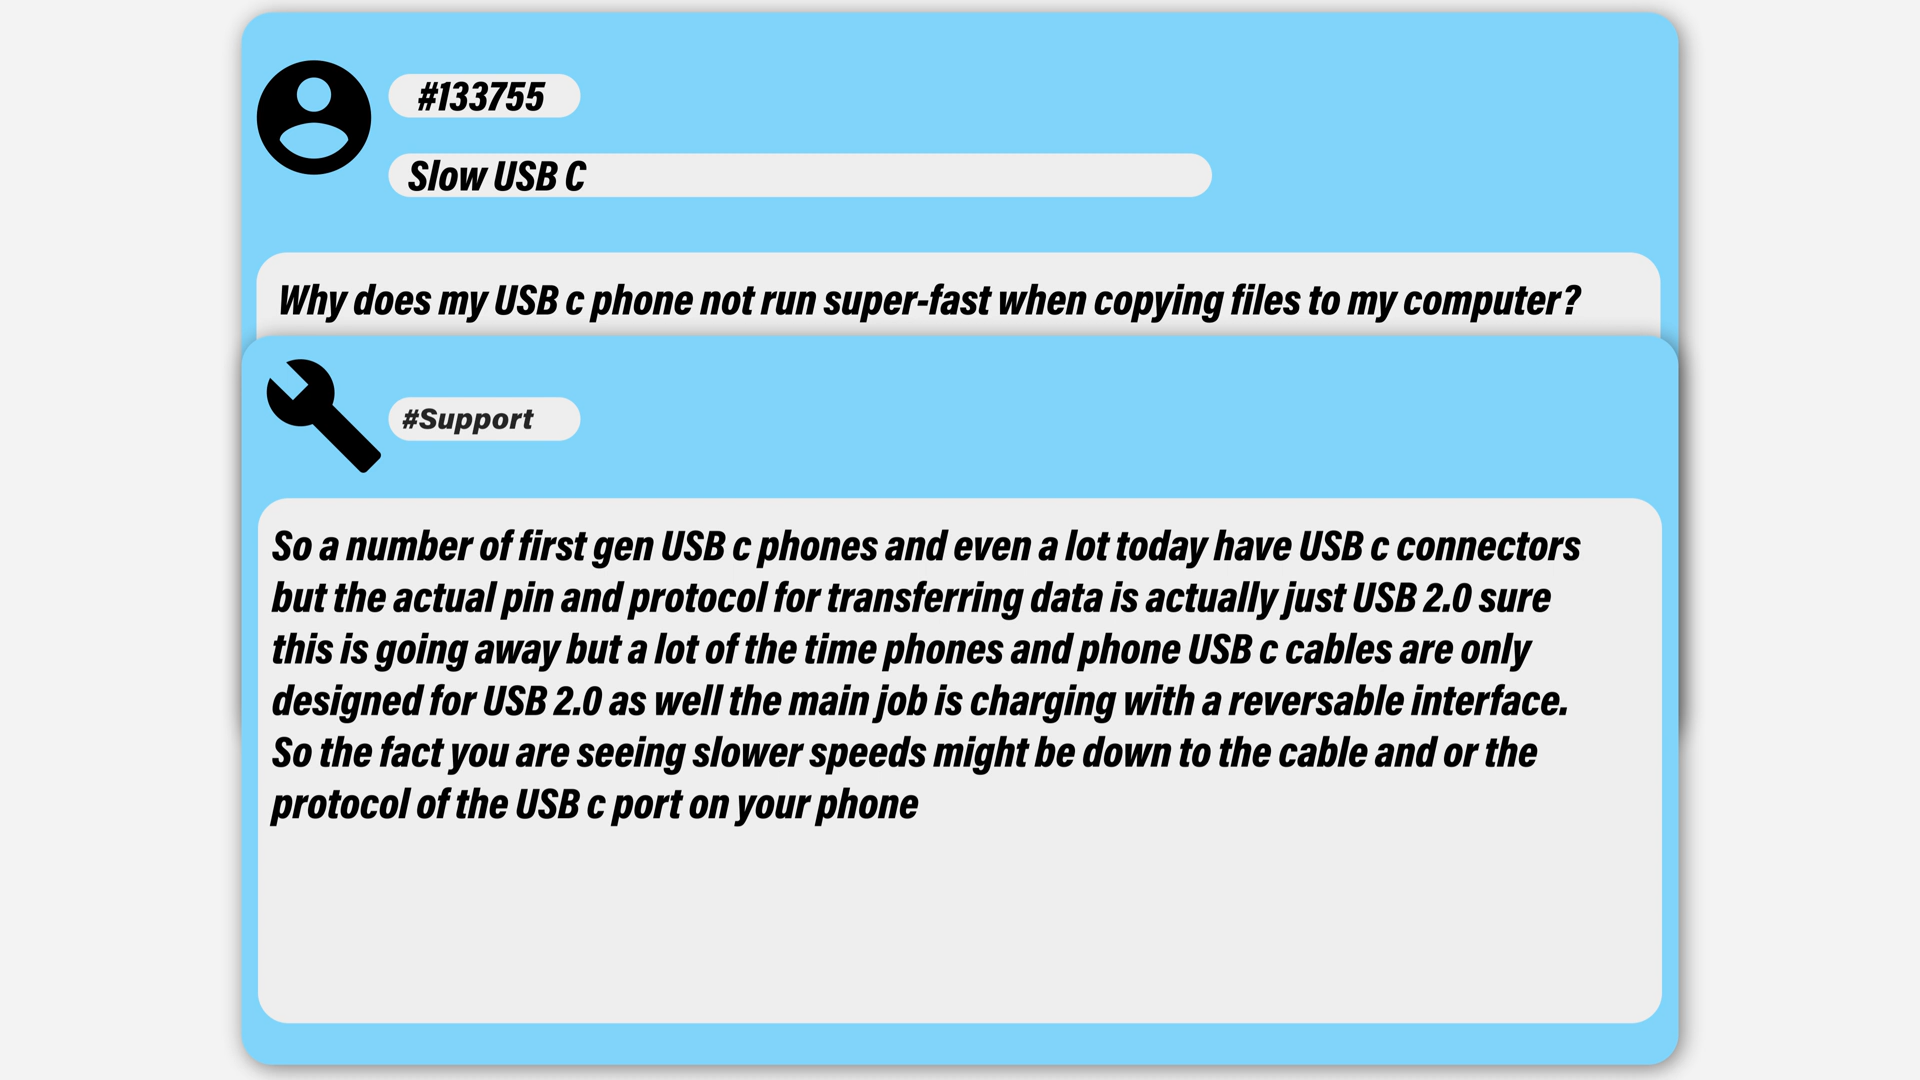 #133755
Slow USB C
Why does my USB c phone not run super-fast when copying files to my computer?
#Support
So a number of first gen USB c phones and even a lot today have USB c connectors
but the actual pin and protocol for transferring data is actually just USB 2.0 sure
this is going away but a lot of the time phones and phone USB c cables are only
designed for USB 2.0 as well the main job is charging with a reversable interface.
So the fact you are seeing slower speeds might be down to the cable and or the
protocol of the USB c port on your phone